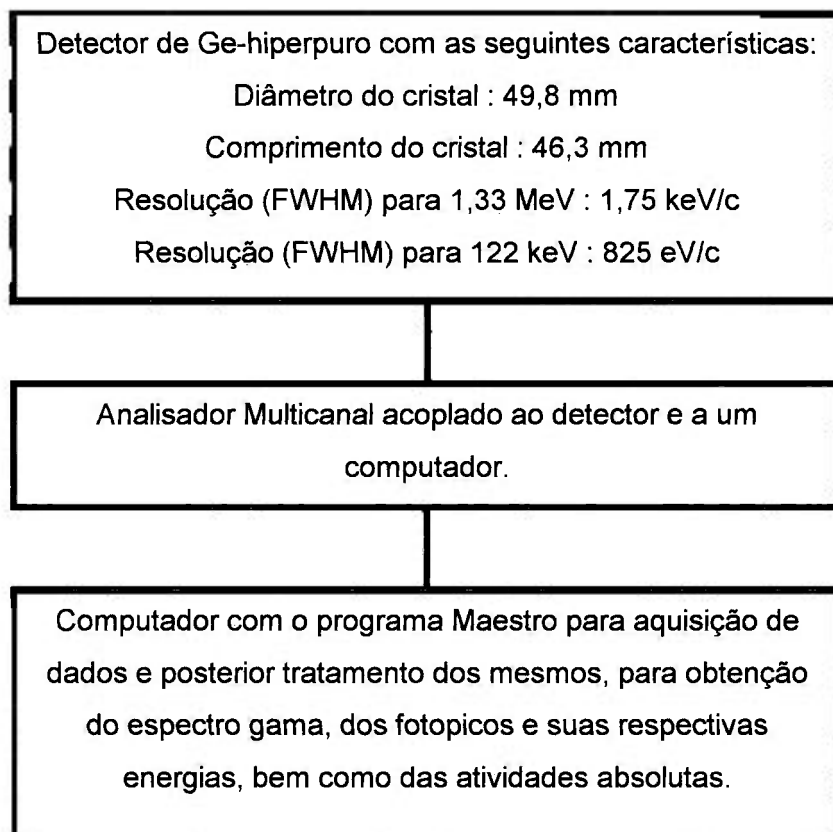 Detector de Ge-hiperpuro com as seguintes características:
Diâmetro do cristal : 49,8 mm
Comprimento do cristal : 46,3 mm
Resolução (FWHM) para 1,33 MeV : 1,75 keV/c
Resolução (FWHM) para 122 keV : 825 eV/c
Analisador Multicanal acoplado ao detector e a um
computador.
Computador com o programa Maestro para aquisição de
dados e posterior tratamento dos mesmos, para obtenção
do espectro gama, dos fotopicos e suas respectivas
energias, bem como das atividades absolutas.